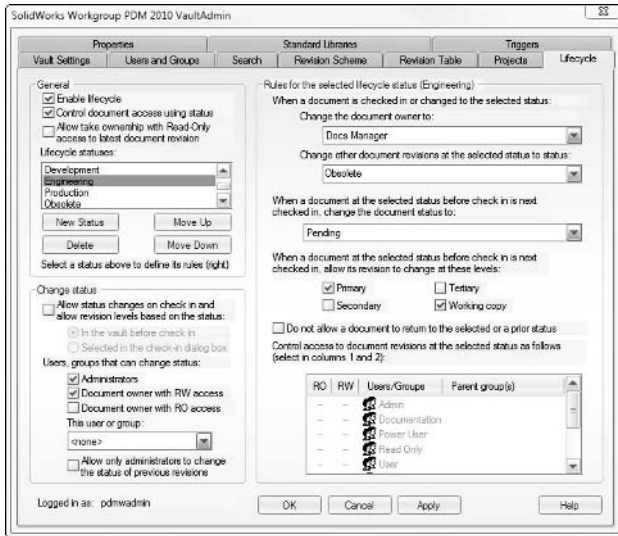 SolidWorks Workgroup PDM 2010 VaultAdmin
Properties
Standard Libraries
Triggers
Vault Settings
Users and Groups
Search
Revision Scheme
Revision Table
Projects
Lifecycle
General
Enable lifecycle
Control document access using status
Allow take ownership with Read-Only
access to latest document revision
Lifecycle statuses:
Development
Engineering
Production
Obsolete
New Status
Move Up
Delete
Move Down
Select a status above to define its rules (right)
Change status
Allow status changes on check in and
allow revision levels based on the status:
In the vault before check in
Selected in the check-in dialog box
Users, groups that can change status:
Administrators
Document owner with RW access
Document owner with RO access
This user or group:
<none>
Allow only administrators to change
the status of previous revisions
Rules for the selected lifecycle status (Engineering)
When a document is checked in or changed to the selected status:
Change the document owner to:
Docs Manager
Change other document revisions at the selected status to status:
Obsolete
When a document at the selected status before check in is next
checked in, change the document status to:
Pending
When a document at the selected status before check in is next
checked in, allow its revision to change at these levels:
Primary
Tertiary
Secondary
Working copy
Do not allow a document to return to the selected or a prior status
Control access to document revisions at the selected status as follows
(select in columns 1 and 2):
RO RW Users/Groups Parent group(s)
– – Admin
– – Documentation
– – Power User
– – Read Only
– – User
Logged in as: pdmwadmin
OK
Cancel
Apply
Help